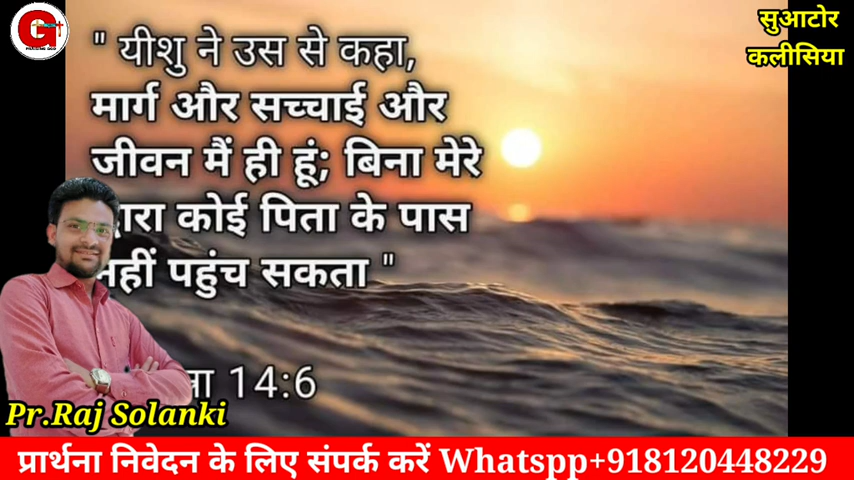 सुआटोर
कलीसिया
" यीशु ने उस से कहा,
मार्ग और सच्चाई और
जीवन मैं ही हूं; बिना मेरे
कोई पिता के पास
पहुंच सकता "
14:6
Pr.Raj Solanki
प्रार्थना निवेदन के लिए संपर्क करें Whatspp+918120448229